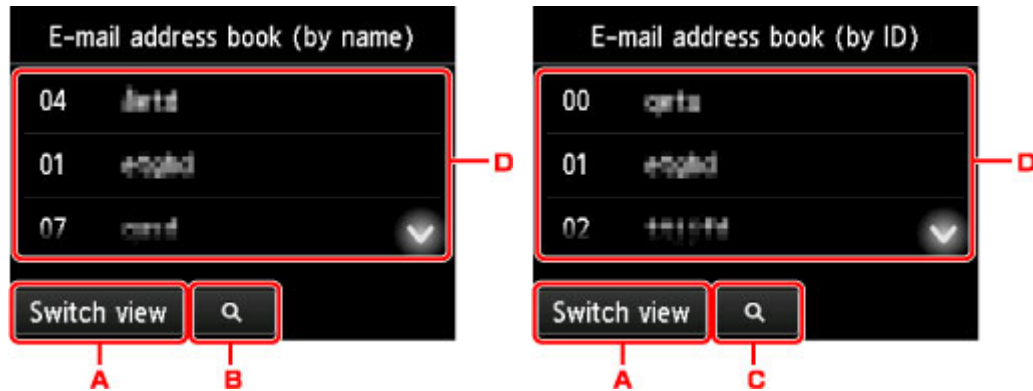 E-mail address book (by name)
04
01
07
Switch view
A
B
D
E-mail address book (by ID)
00
01
02
Switch view
A
C
D